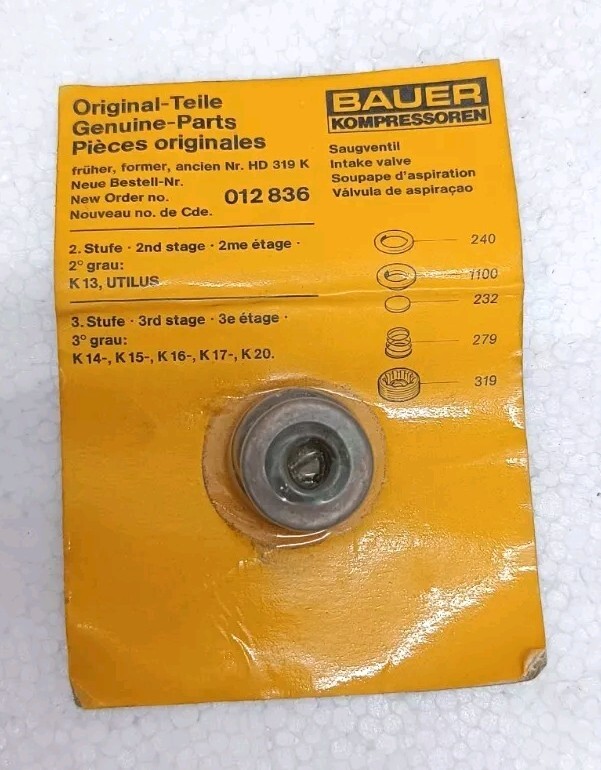 Original-Teile
Genuine-Parts
Pièces originales
früher, former, ancien Nr. HD 319 K
Neue Bestell-Nr.
New Order no. 012 836
Nouveau no. de Cde.
BAUER
KOMPRESSOREN
Saugventil
Intake valve
Soupape d'aspiration
Válvula de aspiraçao
2. Stufe · 2nd stage · 2me étage ·
2° grau:
K 13, UTILUS
3. Stufe · 3rd stage · 3e étage ·
3° grau:
K 14-, K 15-, K 16-, K 17-, K 20.
240
1100
232
279
319